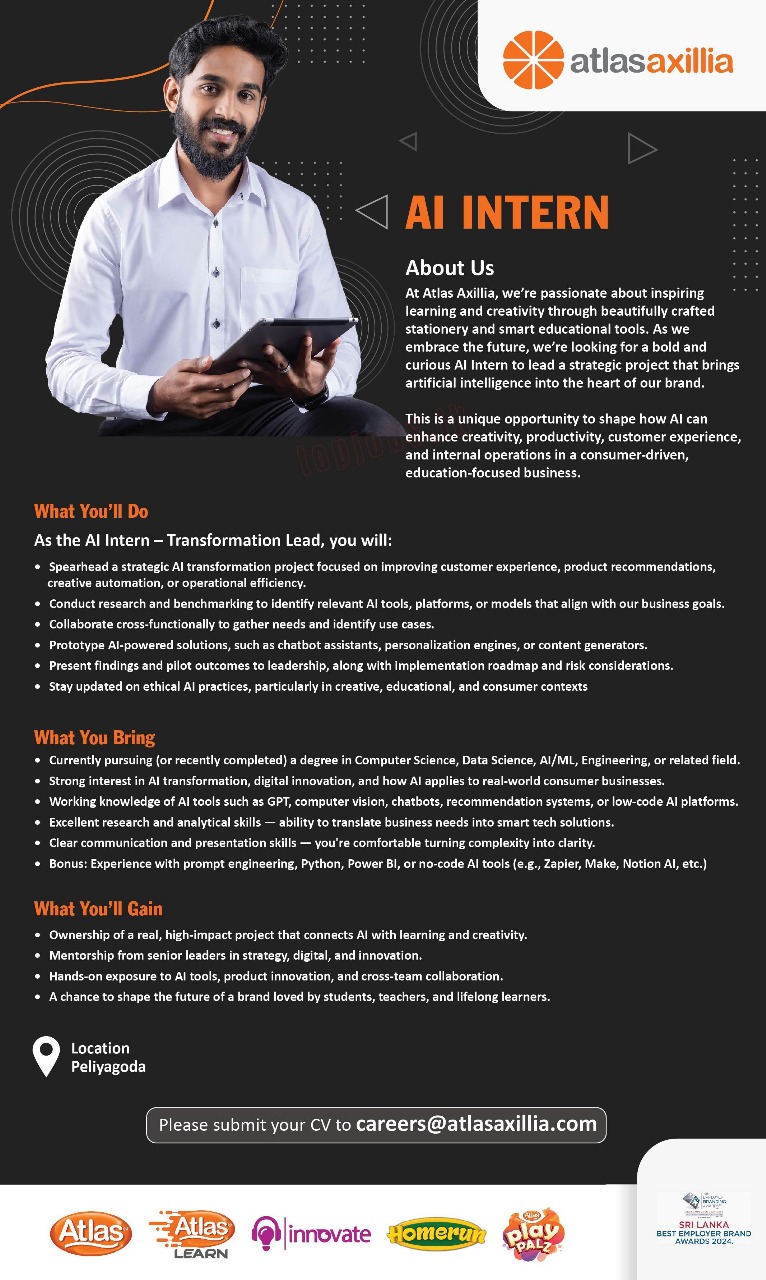 atlasaxillia
AI INTERN
About Us
At Atlas Axillia, we’re passionate about inspiring
learning and creativity through beautifully crafted
stationery and smart educational tools. As we
embrace the future, we’re looking for a bold and
curious AI Intern to lead a strategic project that brings
artificial intelligence into the heart of our brand.
This is a unique opportunity to shape how AI can
enhance creativity, productivity, customer experience,
and internal operations in a consumer-driven,
education-focused business.
What You’ll Do
As the AI Intern – Transformation Lead, you will:
• Spearhead a strategic AI transformation project focused on improving customer experience, product recommendations,
creative automation, or operational efficiency.
• Conduct research and benchmarking to identify relevant AI tools, platforms, or models that align with our business goals.
• Collaborate cross-functionally to gather needs and identify use cases.
• Prototype AI-powered solutions, such as chatbot assistants, personalization engines, or content generators.
• Present findings and pilot outcomes to leadership, along with implementation roadmap and risk considerations.
• Stay updated on ethical AI practices, particularly in creative, educational, and consumer contexts
What You Bring
• Currently pursuing (or recently completed) a degree in Computer Science, Data Science, AI/ML, Engineering, or related field.
• Strong interest in AI transformation, digital innovation, and how AI applies to real-world consumer businesses.
• Working knowledge of AI tools such as GPT, computer vision, chatbots, recommendation systems, or low-code AI platforms.
• Excellent research and analytical skills — ability to translate business needs into smart tech solutions.
• Clear communication and presentation skills — you're comfortable turning complexity into clarity.
• Bonus: Experience with prompt engineering, Python, Power BI, or no-code AI tools (e.g., Zapier, Make, Notion AI, etc.)
What You’ll Gain
• Ownership of a real, high-impact project that connects AI with learning and creativity.
• Mentorship from senior leaders in strategy, digital, and innovation.
• Hands-on exposure to AI tools, product innovation, and cross-team collaboration.
• A chance to shape the future of a brand loved by students, teachers, and lifelong learners.
Location
Peliyagoda
Please submit your CV to careers@atlasaxillia.com
Atlas
Atlas
LEARN
innovate
Homerun
Atlas
play
PALZ
EMPLOYER
BRANDING
AWARDS
SRI LANKA
BEST EMPLOYER BRAND
AWARDS 2024.